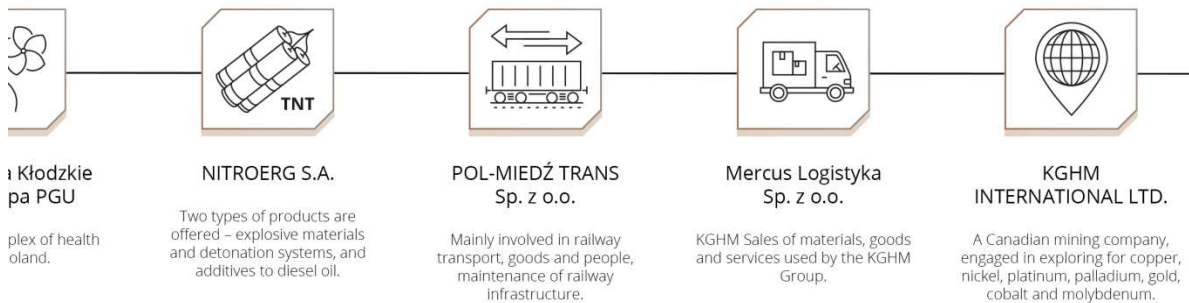 a Kłodzkie
pa PGU
plex of health
oland.
TNT
NITROERG S.A.
Two types of products are
offered – explosive materials
and detonation systems, and
additives to diesel oil.
POL-MIEDŹ TRANS
Sp. z o.o.
Mainly involved in railway
transport, goods and people,
maintenance of railway
infrastructure.
Mercus Logistyka
Sp. z o.o.
KGHM Sales of materials, goods
and services used by the KGHM
Group.
KGHM
INTERNATIONAL LTD.
A Canadian mining company,
engaged in exploring for copper,
nickel, platinum, palladium, gold,
cobalt and molybdenum.